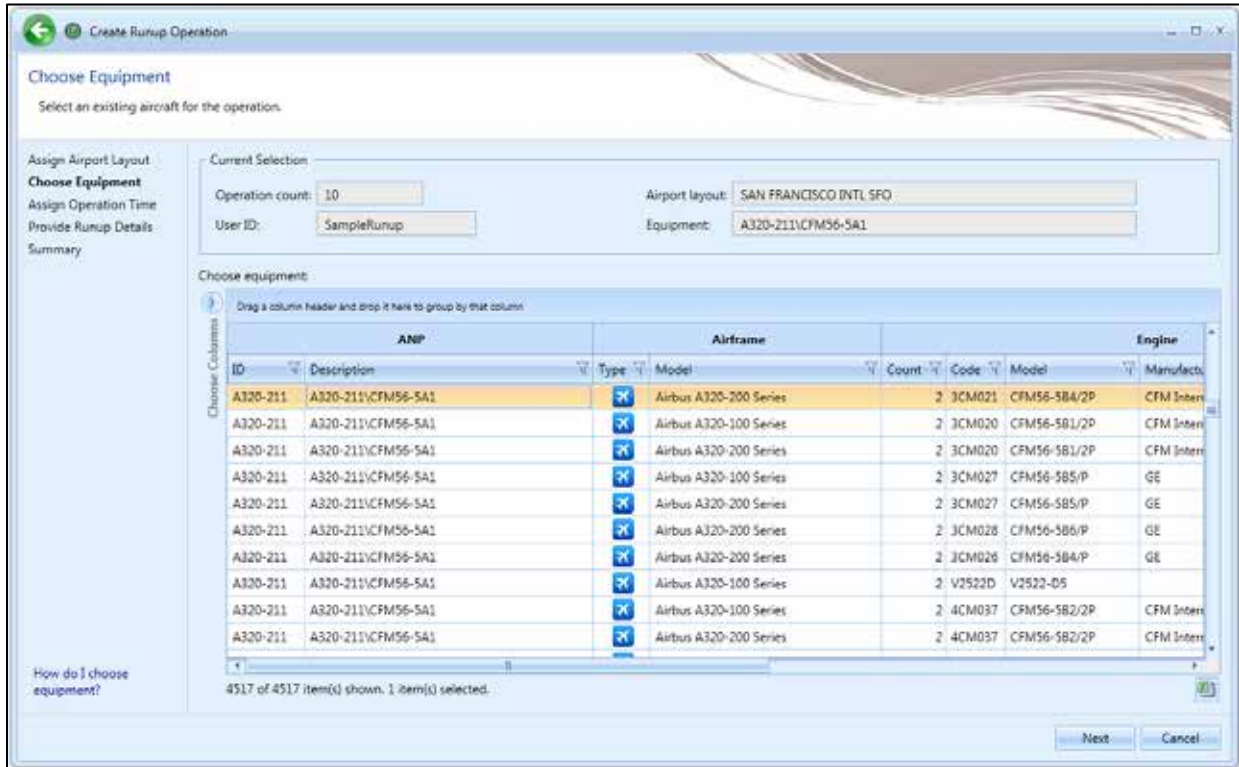 Create Runup Operation
Choose Equipment
Select an existing aircraft for the operation.
Assign Airport Layout
Choose Equipment
Assign Operation Time
Provide Runup Details
Summary
Current Selection
Operation count: 10 Airport layout: SAN FRANCISCO INTL SFO
User ID: SampleRunup Equipment: A320-211\CFM56-5A1
Choose equipment:
Choose Columns
Drag a column header and drop it here to group by that column
ANP Airframe Engine
ID Description Type Model Count Code Model Manufactu
A320-211 A320-211\CFM56-5A1 Airbus A320-200 Series 2 3CM021 CFM56-5B4/2P CFM Intern
A320-211 A320-211\CFM56-5A1 Airbus A320-100 Series 2 3CM020 CFM56-5B1/2P CFM Intern
A320-211 A320-211\CFM56-5A1 Airbus A320-200 Series 2 3CM020 CFM56-5B1/2P CFM Intern
A320-211 A320-211\CFM56-5A1 Airbus A320-100 Series 2 3CM027 CFM56-5B5/P GE
A320-211 A320-211\CFM56-5A1 Airbus A320-200 Series 2 3CM027 CFM56-5B5/P GE
A320-211 A320-211\CFM56-5A1 Airbus A320-200 Series 2 3CM028 CFM56-5B6/P GE
A320-211 A320-211\CFM56-5A1 Airbus A320-200 Series 2 3CM026 CFM56-5B4/P GE
A320-211 A320-211\CFM56-5A1 Airbus A320-100 Series 2 V2522D V2522-D5
A320-211 A320-211\CFM56-5A1 Airbus A320-100 Series 2 4CM037 CFM56-5B2/2P CFM Intern
A320-211 A320-211\CFM56-5A1 Airbus A320-200 Series 2 4CM037 CFM56-5B2/2P CFM Intern
How do I choose equipment?
4517 of 4517 item(s) shown. 1 item(s) selected.
Next Cancel